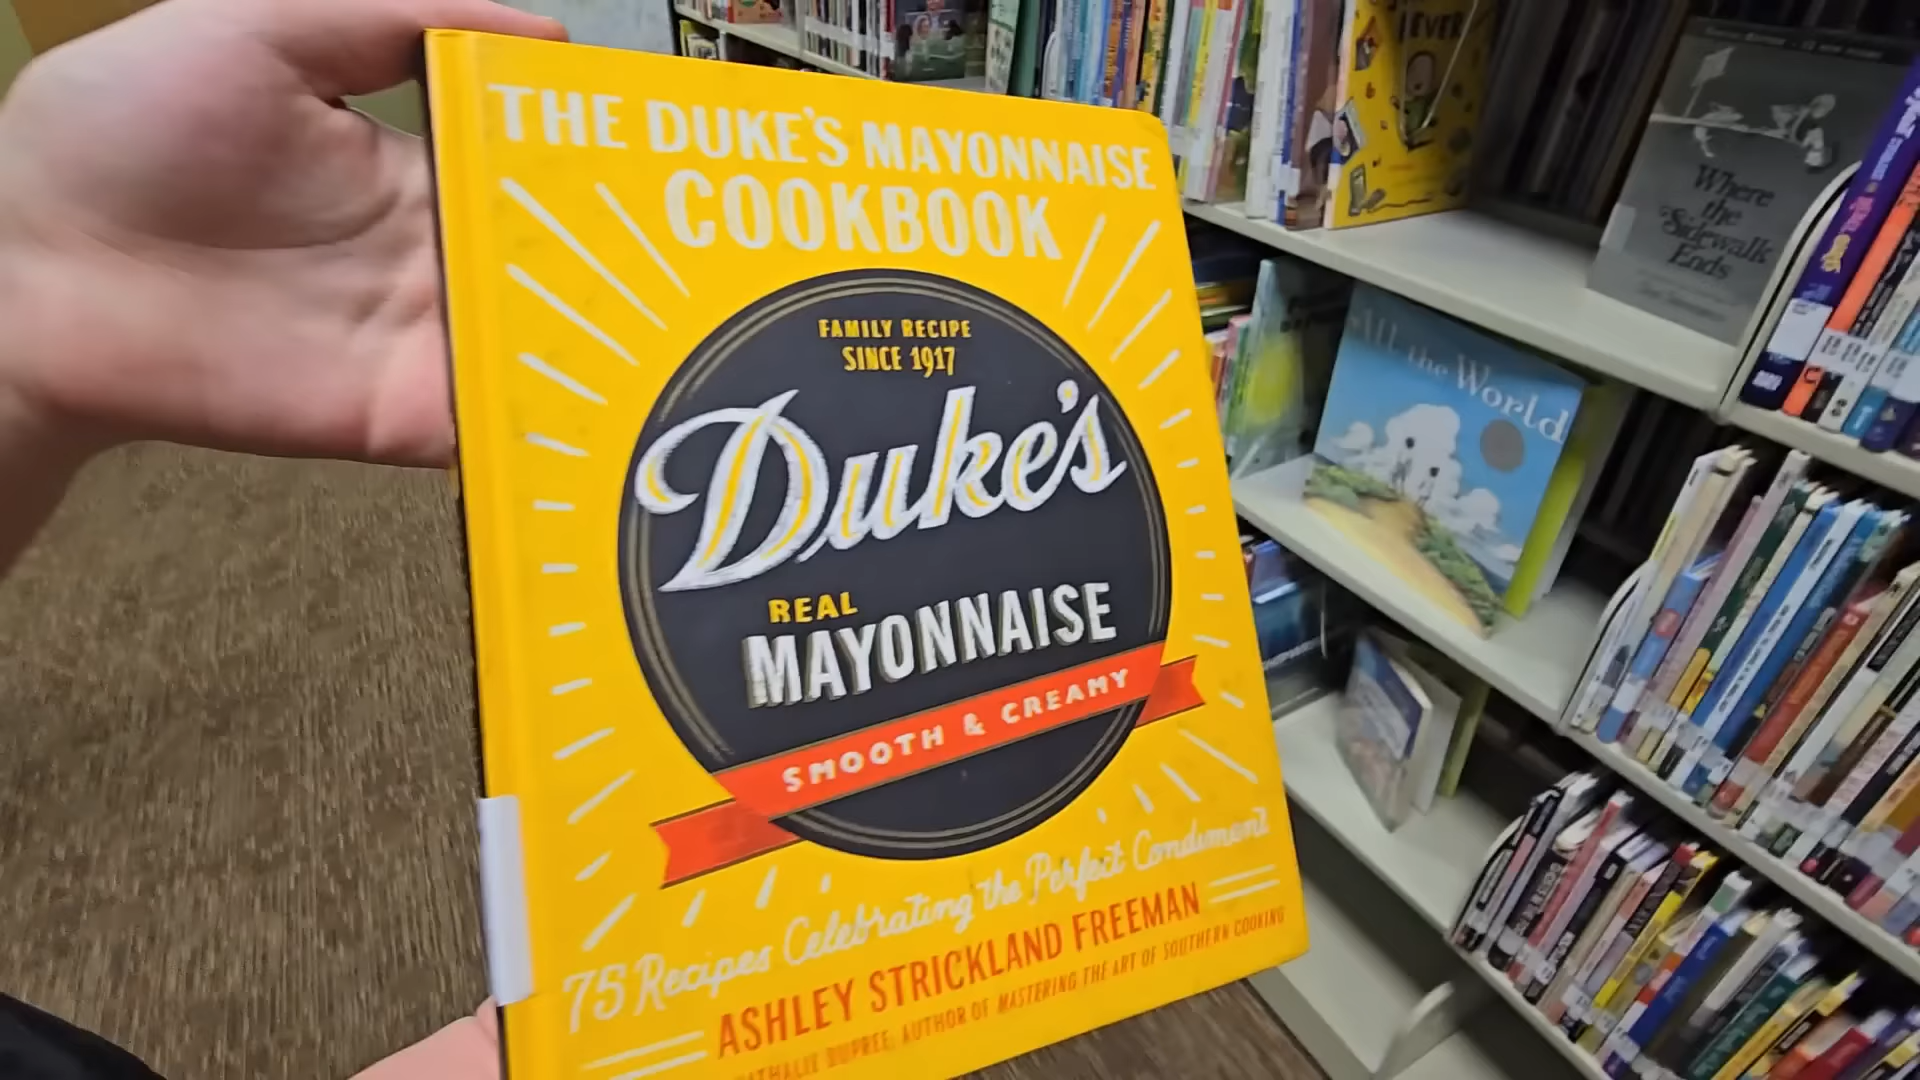 THE DUKE'S MAYONNAISE
COOKBOOK
FAMILY RECIPE
SINCE 1917
Duke's
REAL
MAYONNAISE
SMOOTH & CREAMY
75 Recipes Celebrating the Perfect Condiment
ASHLEY STRICKLAND FREEMAN
NATHALIE DUPREE, AUTHOR OF MASTERING THE ART OF SOUTHERN COOKING
Where
the
Sidewalk
Ends
All the World